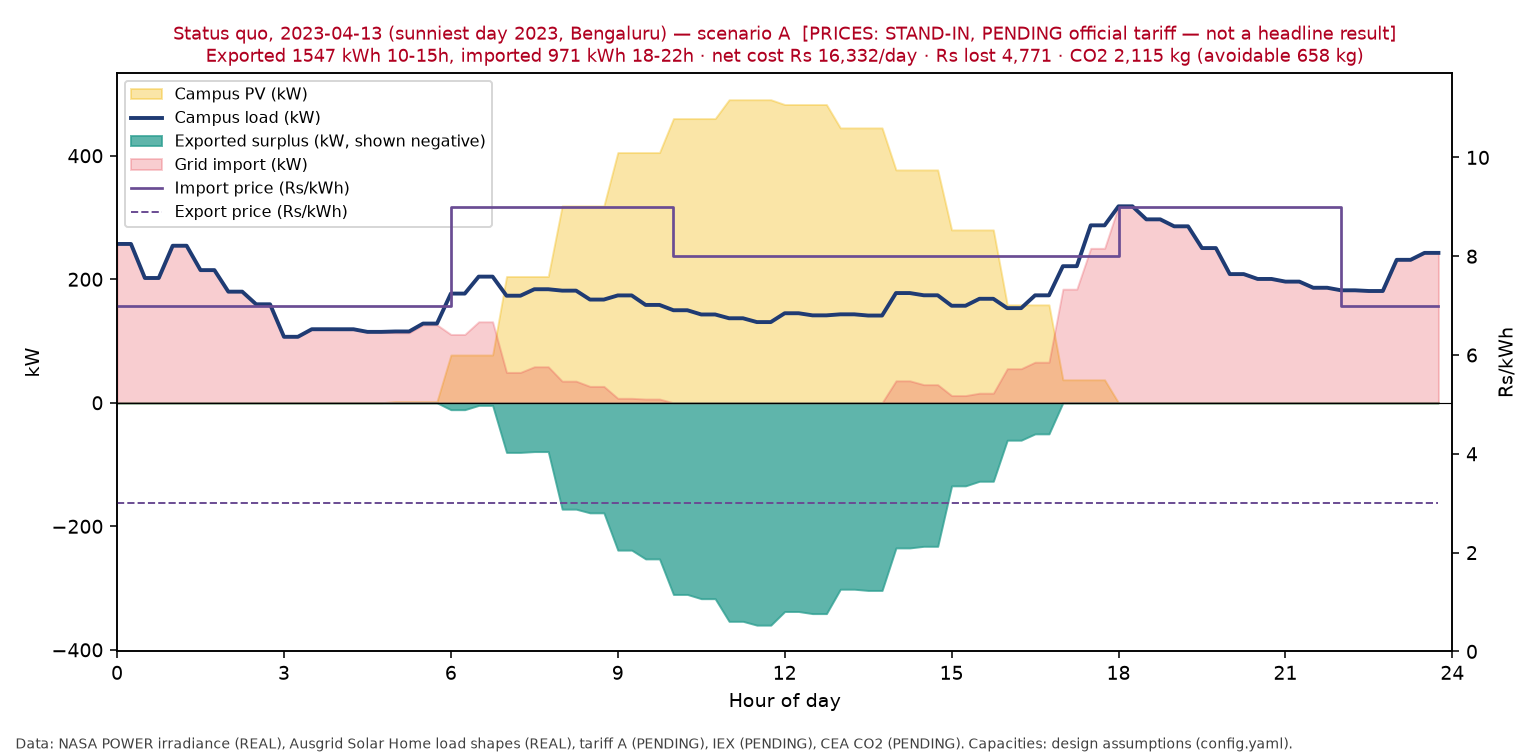 Status quo, 2023-04-13 (sunniest day 2023, Bengaluru) — scenario A  [PRICES: STAND-IN, PENDING official tariff — not a headline result]
Exported 1547 kWh 10-15h, imported 971 kWh 18-22h · net cost Rs 16,332/day · Rs lost 4,771 · CO2 2,115 kg (avoidable 658 kg)
Campus PV (kW)
Campus load (kW)
Exported surplus (kW, shown negative)
Grid import (kW)
Import price (Rs/kWh)
Export price (Rs/kWh)
kW
400
200
0
−200
−400
10
8
6
4
2
0
Rs/kWh
0 3 6 9 12 15 18 21 24
Hour of day
Data: NASA POWER irradiance (REAL), Ausgrid Solar Home load shapes (REAL), tariff A (PENDING), IEX (PENDING), CEA CO2 (PENDING). Capacities: design assumptions (config.yaml).